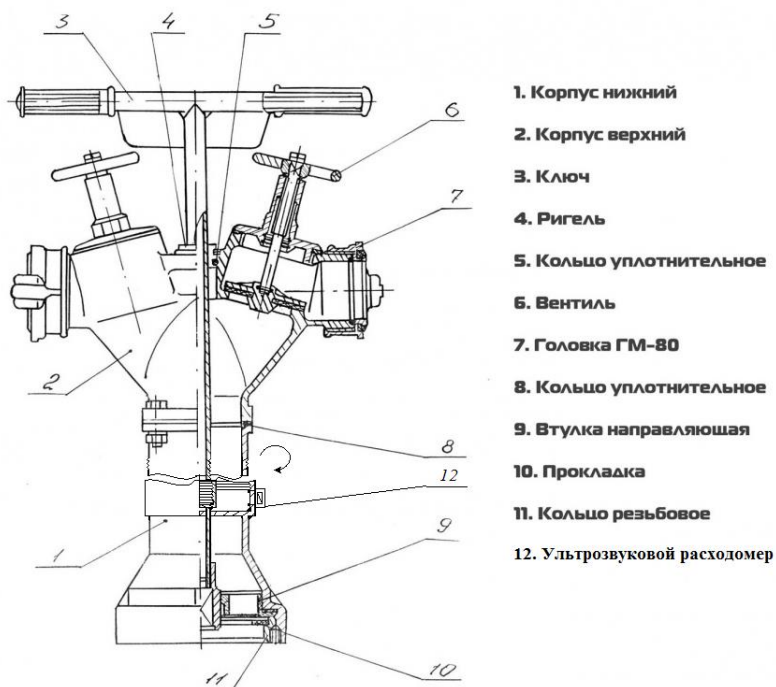 3
4
5
6
7
2
8
12
1
9
11
10
1. Корпус нижний
2. Корпус верхний
3. Ключ
4. Ригель
5. Кольцо уплотнительное
6. Вентиль
7. Головка ГМ-80
8. Кольцо уплотнительное
9. Втулка направляющая
10. Прокладка
11. Кольцо резьбовое
12. Ультрозвуковой расходомер